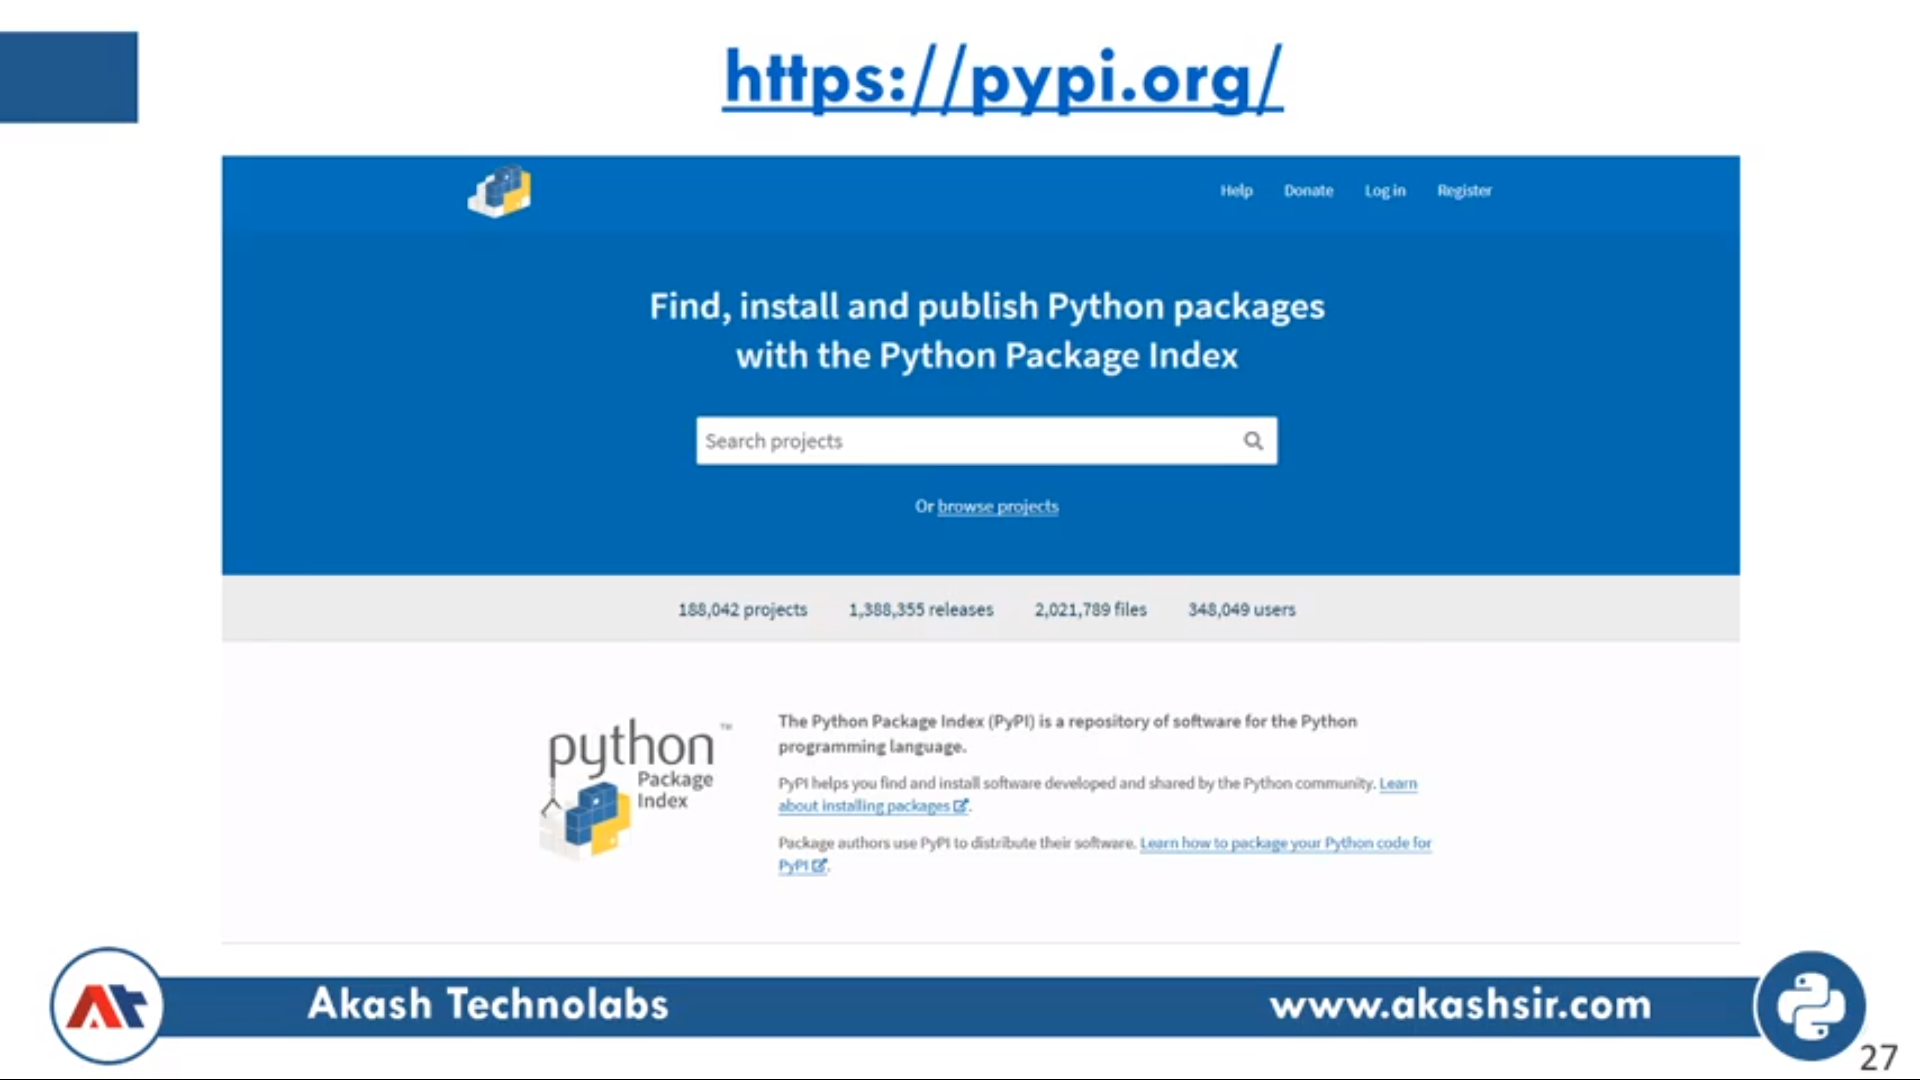 https://pypi.org/
Help Donate Log in Register
Find, install and publish Python packages
with the Python Package Index
Search projects
Or browse projects
188,042 projects 1,388,355 releases 2,021,789 files 348,049 users
python™
Package
Index
The Python Package Index (PyPI) is a repository of software for the Python
programming language.
PyPI helps you find and install software developed and shared by the Python community. Learn
about installing packages.
Package authors use PyPI to distribute their software. Learn how to package your Python code for
PyPI.
At Akash Technolabs www.akashsir.com
27